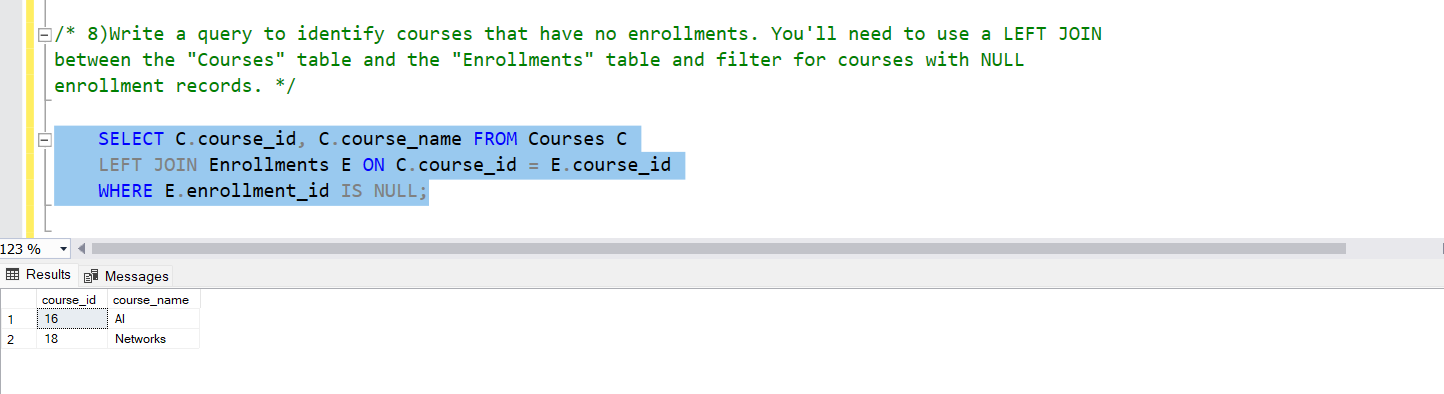 /* 8)Write a query to identify courses that have no enrollments. You'll need to use a LEFT JOIN
between the "Courses" table and the "Enrollments" table and filter for courses with NULL
enrollment records. */
SELECT C.course_id, C.course_name FROM Courses C
LEFT JOIN Enrollments E ON C.course_id = E.course_id
WHERE E.enrollment_id IS NULL;
123 %
Results Messages
course_id course_name
1 16 AI
2 18 Networks